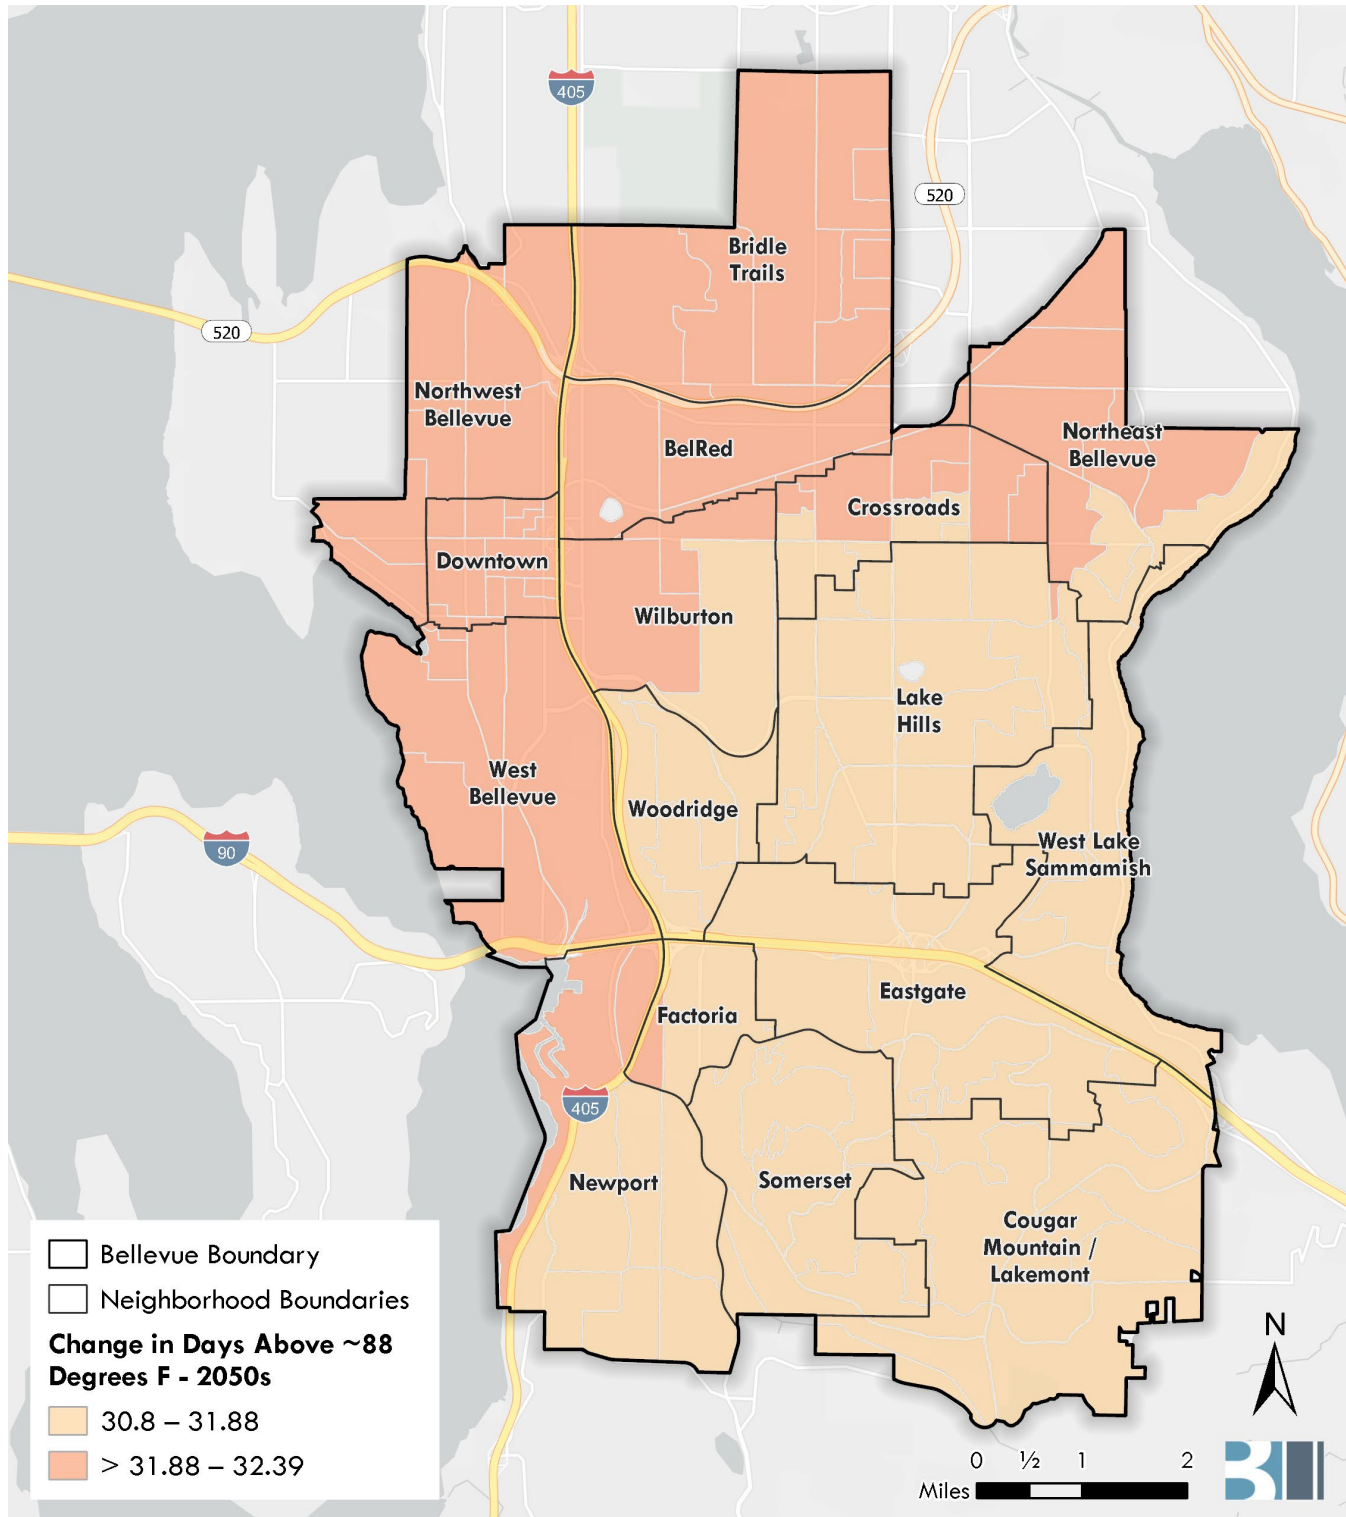 405
520
Bridle
Trails
520
Northwest
Bellevue
BelRed
Northeast
Bellevue
Crossroads
Downtown
Wilburton
Lake
Hills
West
Bellevue
Woodridge
90
West Lake
Sammamish
Eastgate
Factoria
405
Newport
Somerset
Cougar
Mountain /
Lakemont
Bellevue Boundary
Neighborhood Boundaries
Change in Days Above ~88
Degrees F - 2050s
30.8 – 31.88
> 31.88 – 32.39
N
0 ½ 1 2
Miles